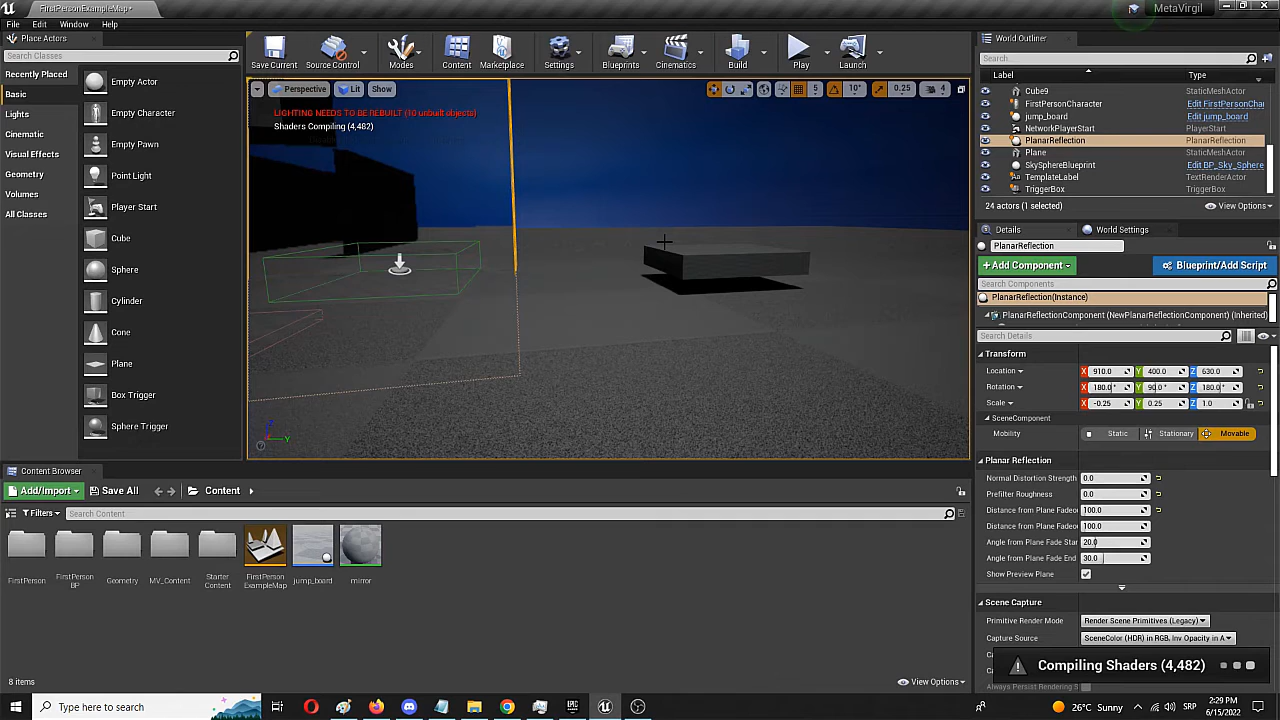 FirstPersonExampleMap*
MetaVirgil
File Edit Window Help
Place Actors
Search Classes
Recently Placed
Basic
Lights
Cinematic
Visual Effects
Geometry
Volumes
All Classes
Empty Actor
Empty Character
Empty Pawn
Point Light
Player Start
Cube
Sphere
Cylinder
Cone
Plane
Box Trigger
Sphere Trigger
Save Current Source Control Modes Content Marketplace Settings Blueprints Cinematics Build Play Launch
Perspective Lit Show
5 10° 0.25 4
LIGHTING NEEDS TO BE REBUILT (10 unbuilt objects)
Shaders Compiling (4,482)
World Outliner
Search...
Label Type
Cube9 StaticMeshActor
FirstPersonCharacter Edit FirstPersonChar
jump_board Edit jump_board
NetworkPlayerStart PlayerStart
PlanarReflection PlanarReflection
Plane StaticMeshActor
SkySphereBlueprint Edit BP_Sky_Sphere
TemplateLabel TextRenderActor
TriggerBox TriggerBox
24 actors (1 selected) View Options
Details World Settings
PlanarReflection
+ Add Component Blueprint/Add Script
Search Components
PlanarReflection(Instance)
PlanarReflectionComponent (NewPlanarReflectionComponent) (Inherited)
Search Details
Transform
Location X 910.0 Y 400.0 Z 630.0
Rotation X 180.0° Y 90.0° Z 180.0°
Scale X -0.25 Y 0.25 Z 1.0
SceneComponent
Mobility Static Stationary Movable
Planar Reflection
Normal Distortion Strength 0.0
Prefilter Roughness 0.0
Distance from Plane Fadeo 100.0
Distance from Plane Fadeo 100.0
Angle from Plane Fade Star 20.0
Angle from Plane Fade End 30.0
Show Preview Plane
Scene Capture
Primitive Render Mode Render Scene Primitives (Legacy)
Capture Source SceneColor (HDR) in RGB, Inv Opacity in A
Compiling Shaders (4,482)
Always Persist Rendering S
Content Browser
Add/Import Save All Content
Filters Search Content
FirstPerson
FirstPerson BP
Geometry
MV_Content
Starter Content
FirstPerson ExampleMap
jump_board
mirror
8 items View Options
Type here to search
26°C Sunny SRP 2:29 PM
6/15/2022